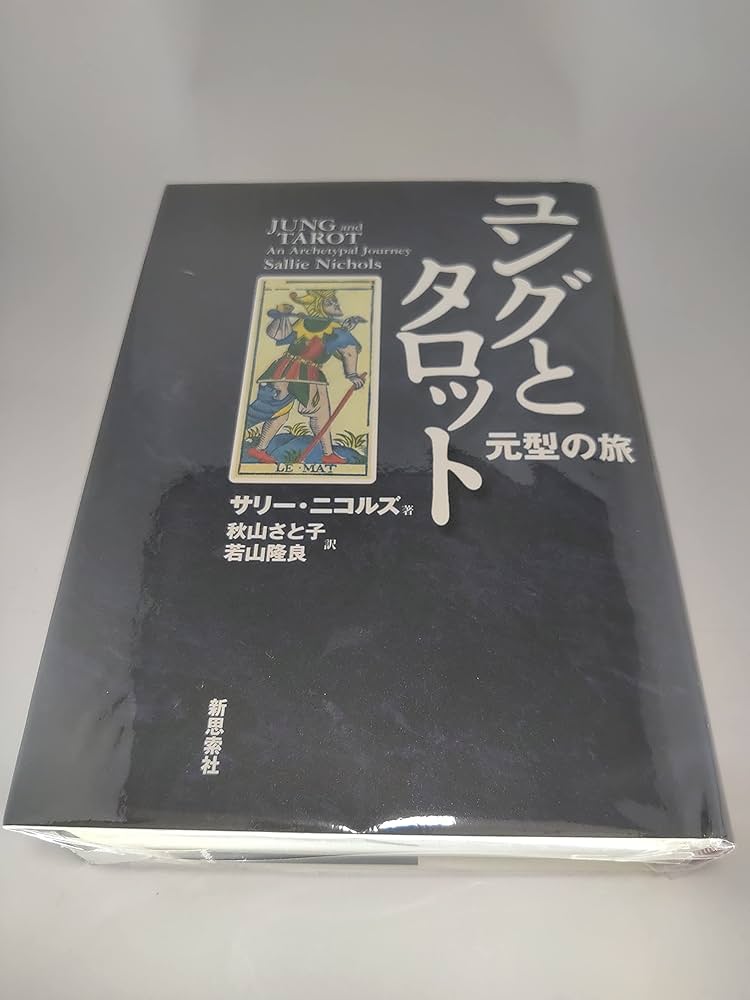 ユングと
タロット
元型の旅
JUNG and
TAROT
An Archetypal Journey
Sallie Nichols
LE·MAT
サリー・ニコルズ著
秋山さと子
若山隆良
訳
新思索社